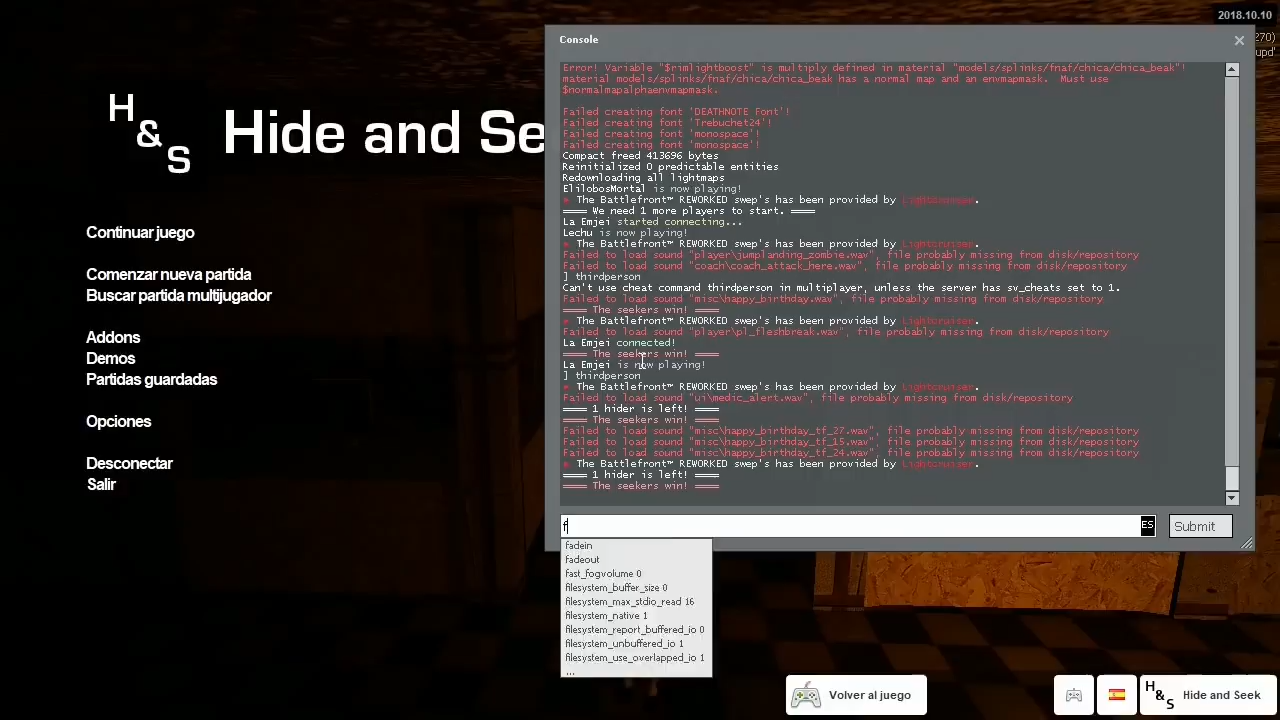 2018.10.10
H
&
S
Hide and Se
Continuar juego
Comenzar nueva partida
Buscar partida multijugador
Addons
Demos
Partidas guardadas
Opciones
Desconectar
Salir
270)
upd'
Console
Error! Variable "$rimlightboost" is multiply defined in material "models/splinks/fnaf/chica/chica_beak"!
material models/splinks/fnaf/chica/chica_beak has a normal map and an envmapmask.  Must use
$normalmapalphaenvmapmask.
Failed creating font 'DEATHNOTE Font'!
Failed creating font 'Trebuchet24'!
Failed creating font 'monospace'!
Failed creating font 'monospace'!
Compact freed 413696 bytes
Reinitialized 0 predictable entities
Redownloading all lightmaps
ElilobosMortal is now playing!
* The Battlefront™ REWORKED swep's has been provided by Lightcruiser.
==== We need 1 more players to start. ====
La Emjei started connecting...
Lechu is now playing!
* The Battlefront™ REWORKED swep's has been provided by Lightcruiser.
Failed to load sound "player\jumplanding_zombie.wav", file probably missing from disk/repository
Failed to load sound "coach\coach_attack_here.wav", file probably missing from disk/repository
] thirdperson
Can't use cheat command thirdperson in multiplayer, unless the server has sv_cheats set to 1.
Failed to load sound "misc\happy_birthday.wav", file probably missing from disk/repository
==== The seekers win! ====
* The Battlefront™ REWORKED swep's has been provided by Lightcruiser.
Failed to load sound "player\pl_fleshbreak.wav", file probably missing from disk/repository
La Emjei connected!
==== The seekers win! ====
La Emjei is now playing!
] thirdperson
* The Battlefront™ REWORKED swep's has been provided by Lightcruiser.
Failed to load sound "ui\medic_alert.wav", file probably missing from disk/repository
==== 1 hider is left! ====
==== The seekers win! ====
Failed to load sound "misc\happy_birthday_tf_27.wav", file probably missing from disk/repository
Failed to load sound "misc\happy_birthday_tf_15.wav", file probably missing from disk/repository
Failed to load sound "misc\happy_birthday_tf_24.wav", file probably missing from disk/repository
* The Battlefront™ REWORKED swep's has been provided by Lightcruiser.
==== 1 hider is left! ====
==== The seekers win! ====
f
ES
Submit
fadein
fadeout
fast_fogvolume 0
filesystem_buffer_size 0
filesystem_max_stdio_read 16
filesystem_native 1
filesystem_report_buffered_io 0
filesystem_unbuffered_io 1
filesystem_use_overlapped_io 1
...
Volver al juego
H
&
S
Hide and Seek